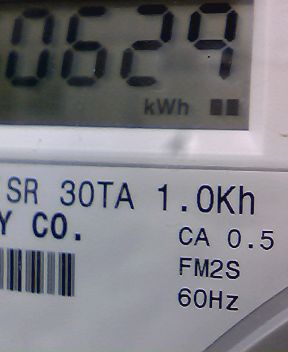 0629
kWh
SR 30TA 1.0Kh
Y CO.
CA 0.5
FM2S
60Hz